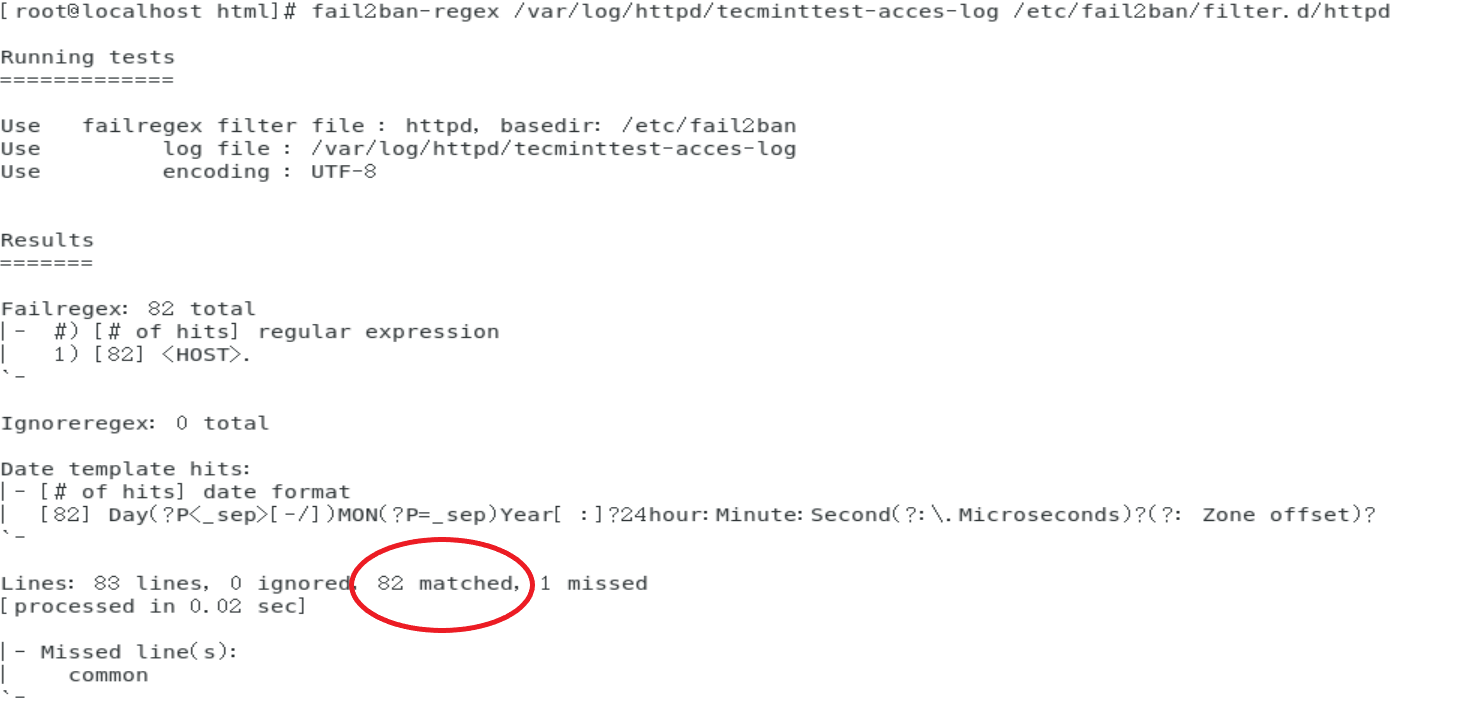 [root@localhost html]# fail2ban-regex /var/log/httpd/tecminttest-acces-log /etc/fail2ban/filter.d/httpd
Running tests
=============
Use   failregex filter file : httpd, basedir: /etc/fail2ban
Use         log file : /var/log/httpd/tecminttest-acces-log
Use         encoding : UTF-8
Results
=======
Failregex: 82 total
|-  #) [# of hits] regular expression
|   1) [82] <HOST>.
`-
Ignoreregex: 0 total
Date template hits:
|- [# of hits] date format
|  [82] Day(?P<_sep>[-/])MON(?P=_sep)Year[ :]?24hour:Minute:Second(?:\.Microseconds)?(?: Zone offset)?
`-
Lines: 83 lines, 0 ignored, 82 matched, 1 missed
[processed in 0.02 sec]
|- Missed line(s):
|    common
`-